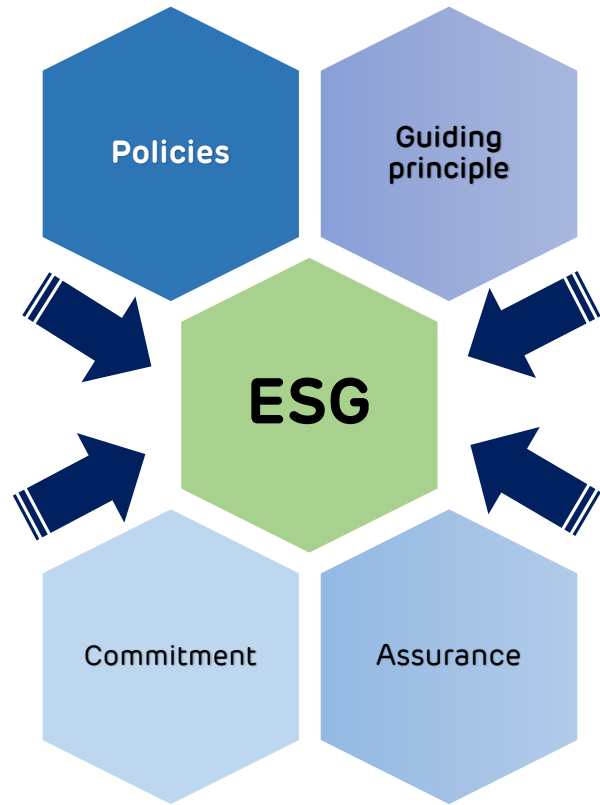 Policies
Guiding
principle
ESG
Commitment
Assurance